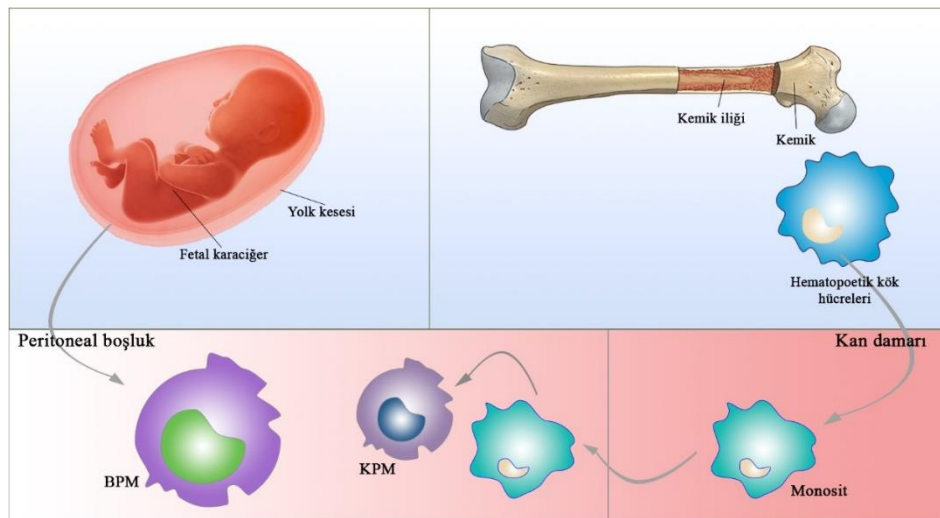 Yolk kesesi
Fetal karaciğer
Kemik iliği
Kemik
Hematopoetik kök
hücreleri
Peritoneal boşluk
Kan damarı
BPM
KPM
Monosit